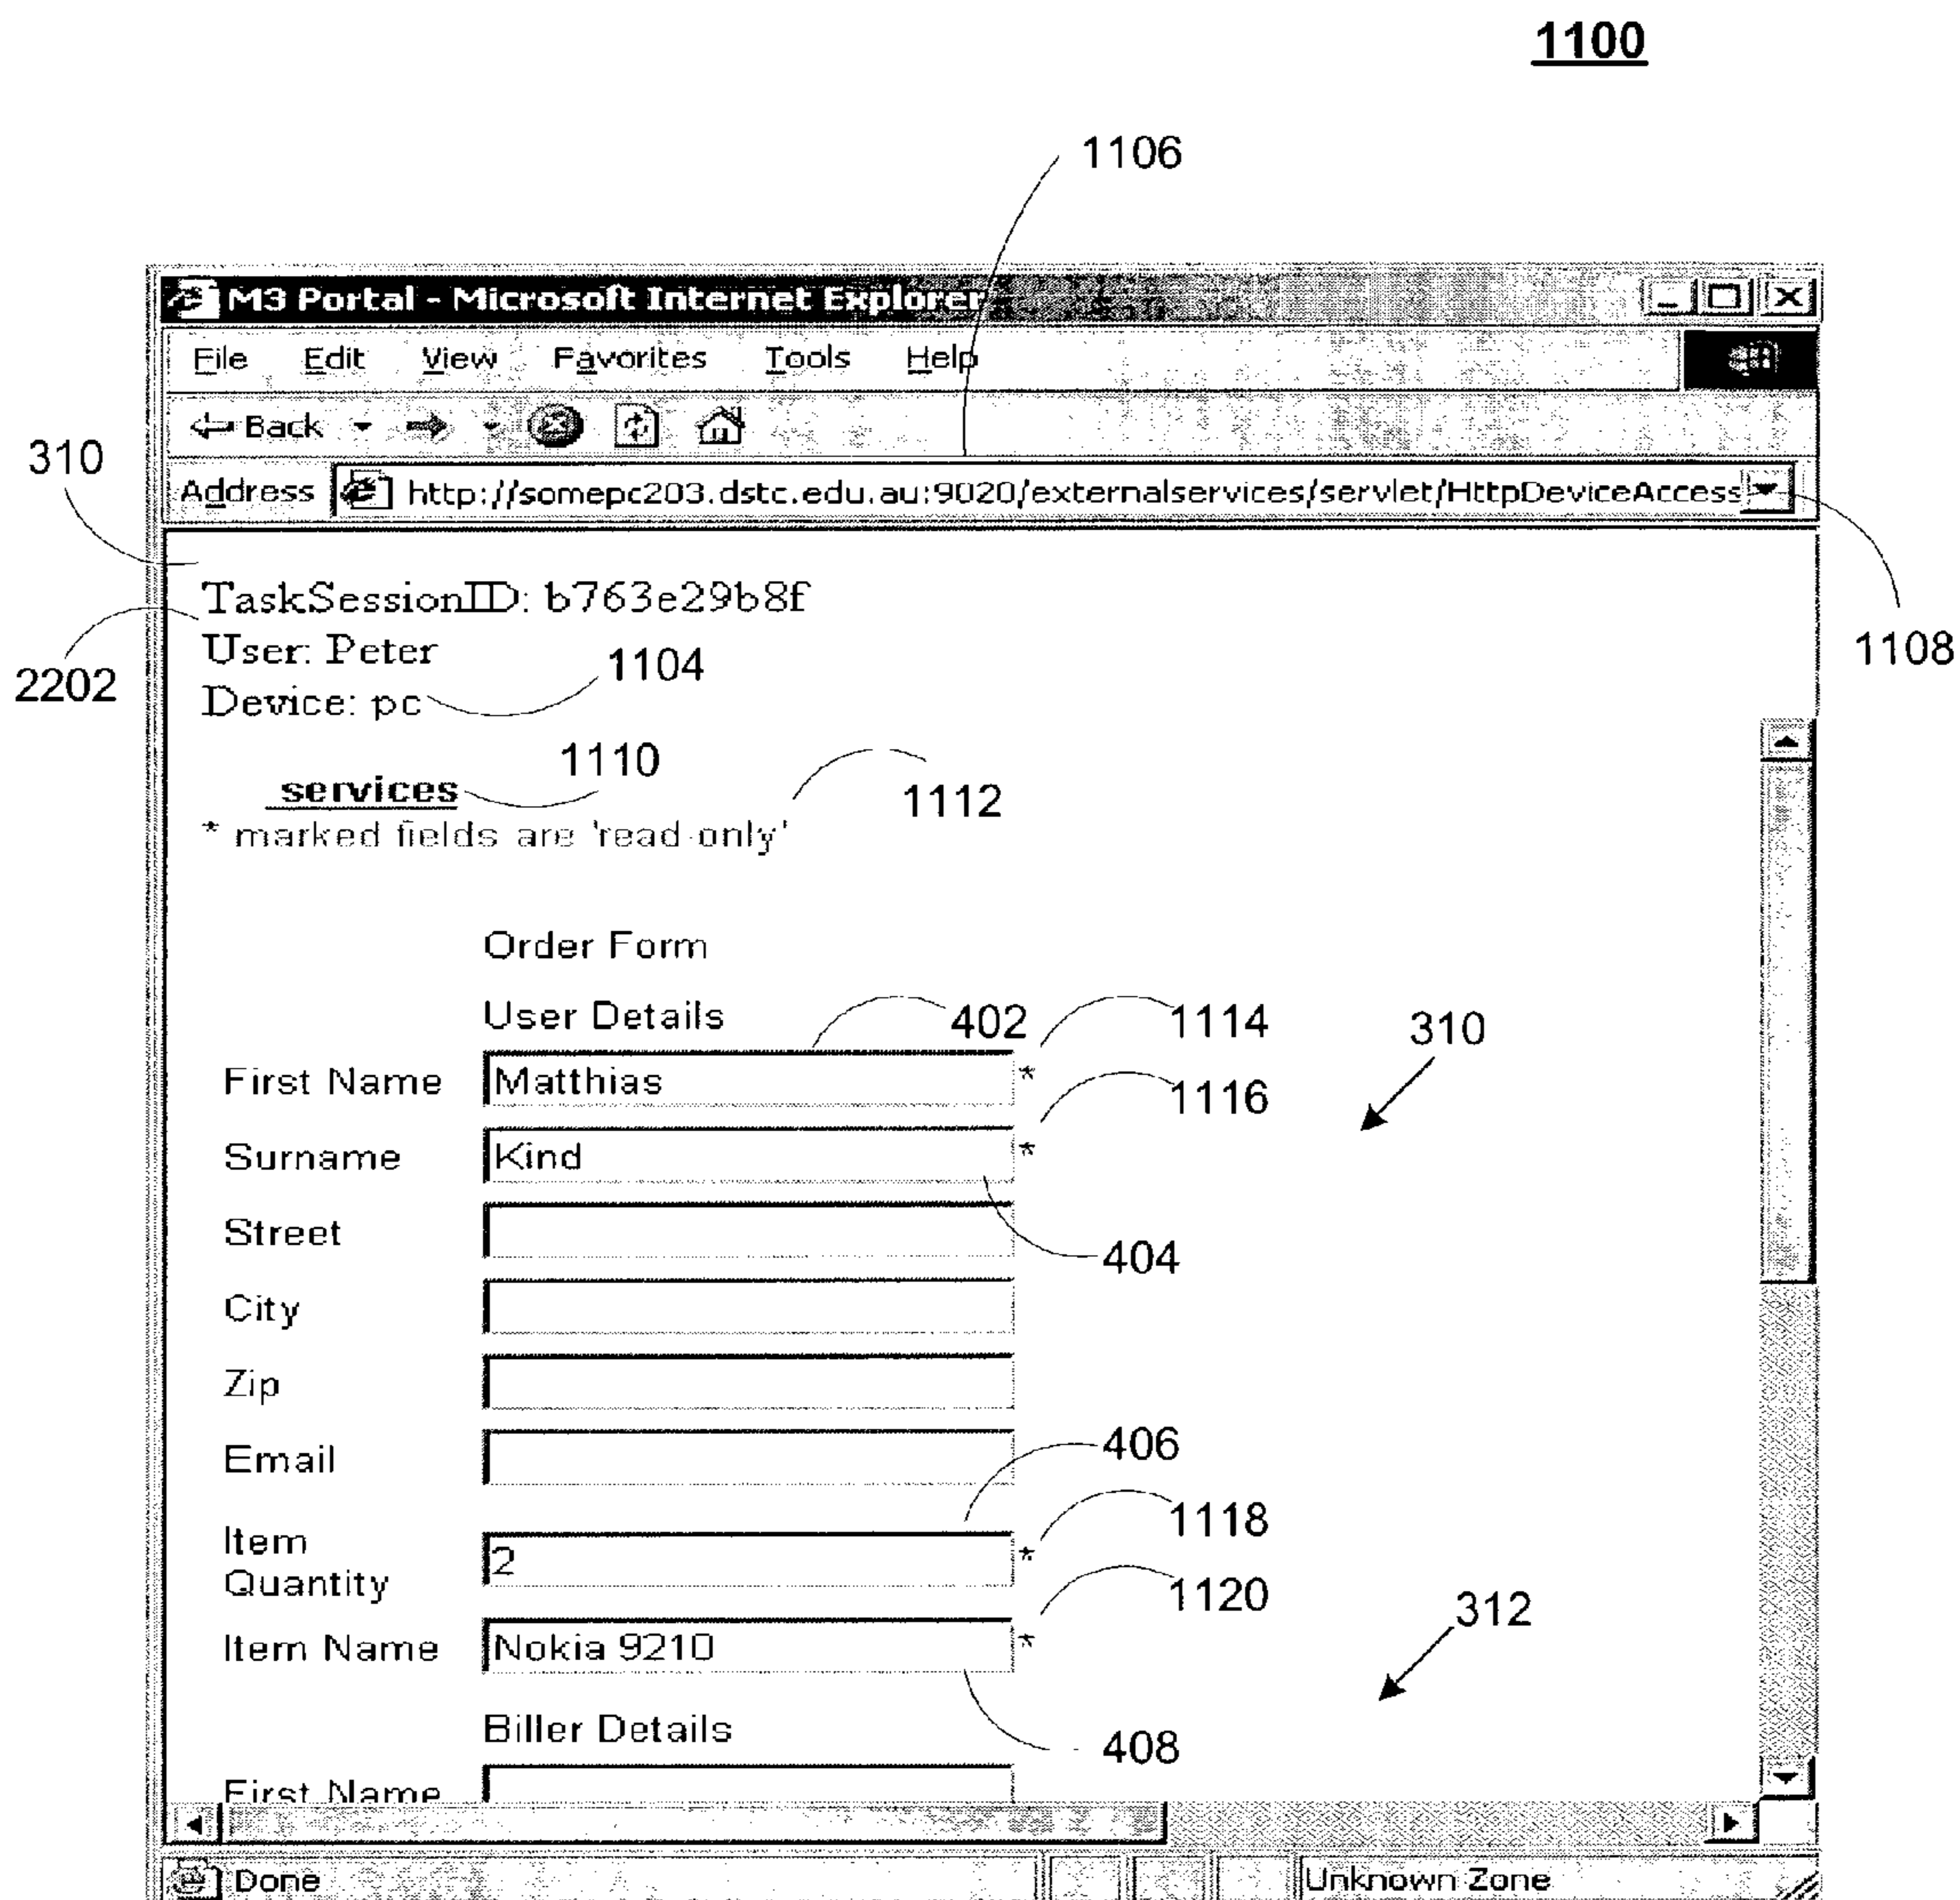 1100
1106
M3 Portal - Microsoft Internet Explorer
File Edit View Favorites Tools Help
Back
310
Address http://somepc203.dstc.edu.au:9020/externalservices/servlet/HttpDeviceAccess
TaskSessionID: b763e29b8f
User: Peter
1104
1108
2202
Device: pc
1110
services
1112
* marked fields are 'read-only'
Order Form
User Details
402
1114
310
First Name Matthias *
1116
Surname Kind *
Street
404
City
Zip
406
Email
1118
Item Quantity 2 *
1120
312
Item Name Nokia 9210 *
Biller Details
408
First Name
Done Unknown Zone